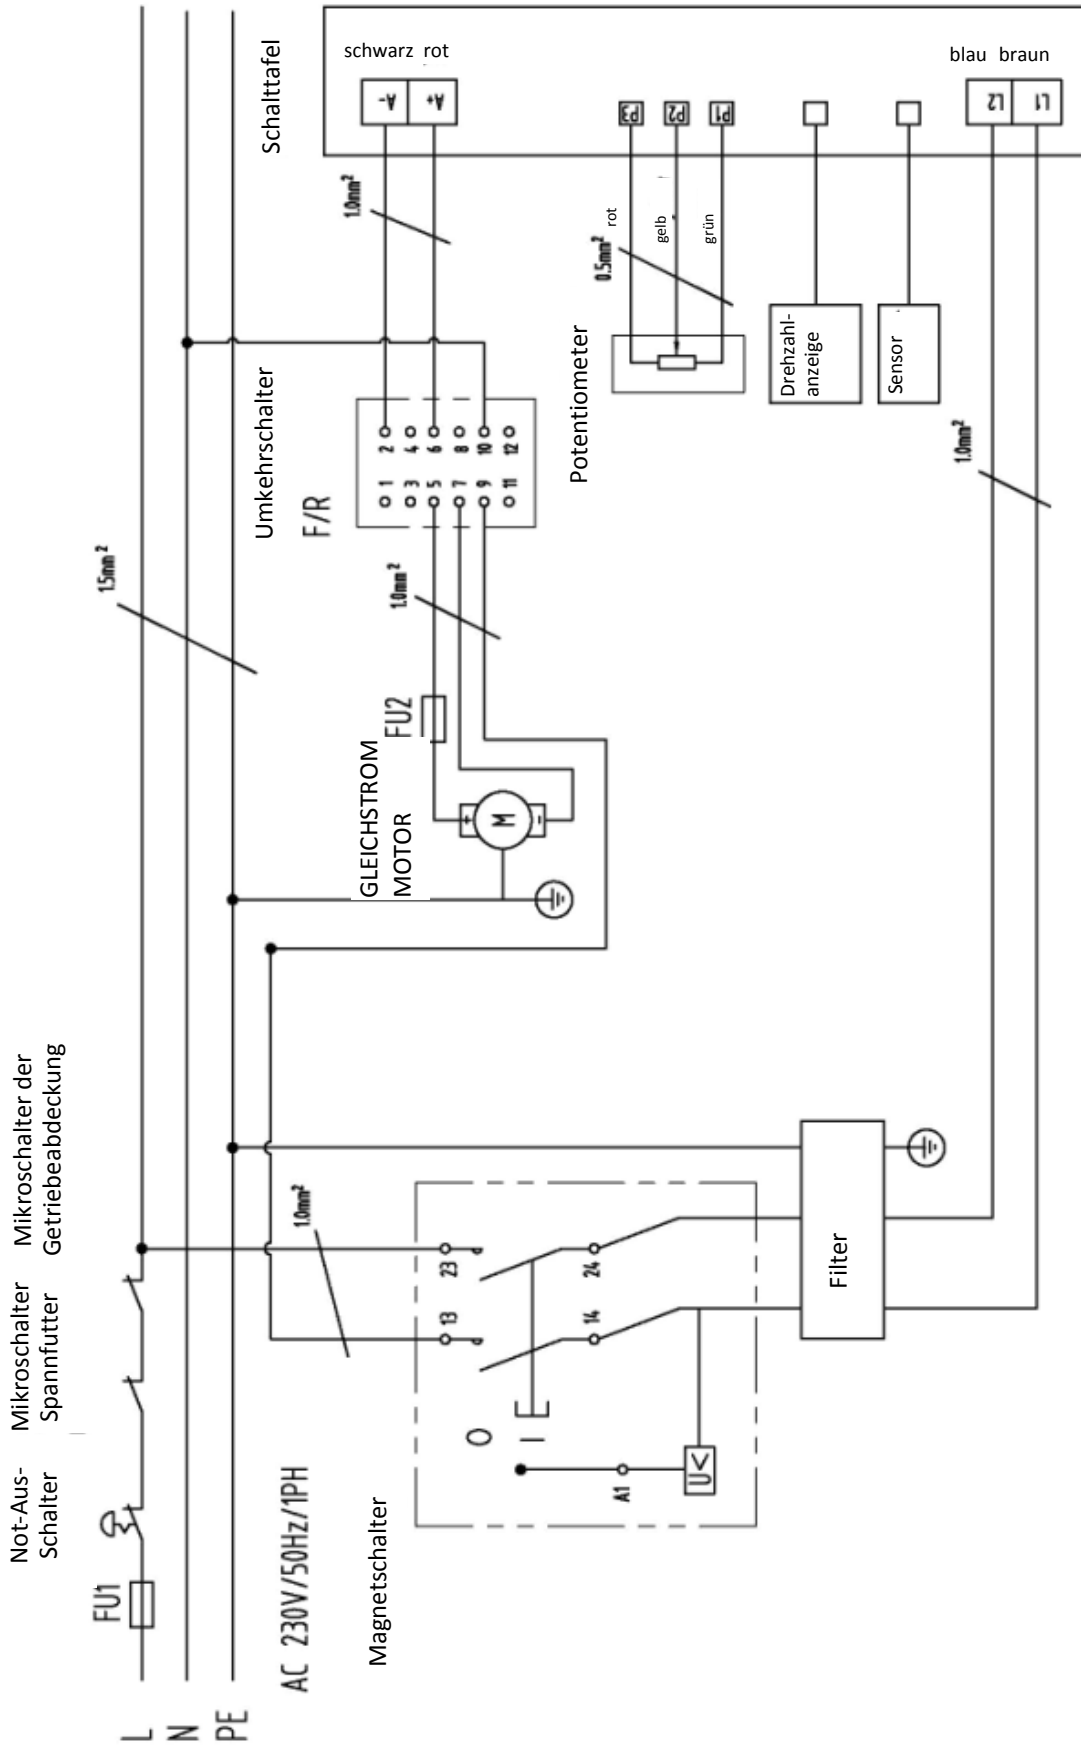 Not-Aus-
Schalter
Mikroschalter
Spannfutter
Mikroschalter der
Getriebeabdeckung
FU1
L
N
PE
AC 230V/50Hz/1PH
1.5mm²
Schalttafel
schwarz rot
A-
A+
1.0mm²
P3
P2
P1
rot
gelb
grün
0.5mm²
blau braun
L2
L1
1.0mm²
Umkehrschalter
F/R
1
2
3
4
5
6
7
8
9
10
11
12
1.0mm²
FU2
GLEICHSTROM
MOTOR
+
M
-
Potentiometer
Drehzahl-
anzeige
Sensor
1.0mm²
Magnetschalter
23
24
13
14
O
I
A1
U<
Filter